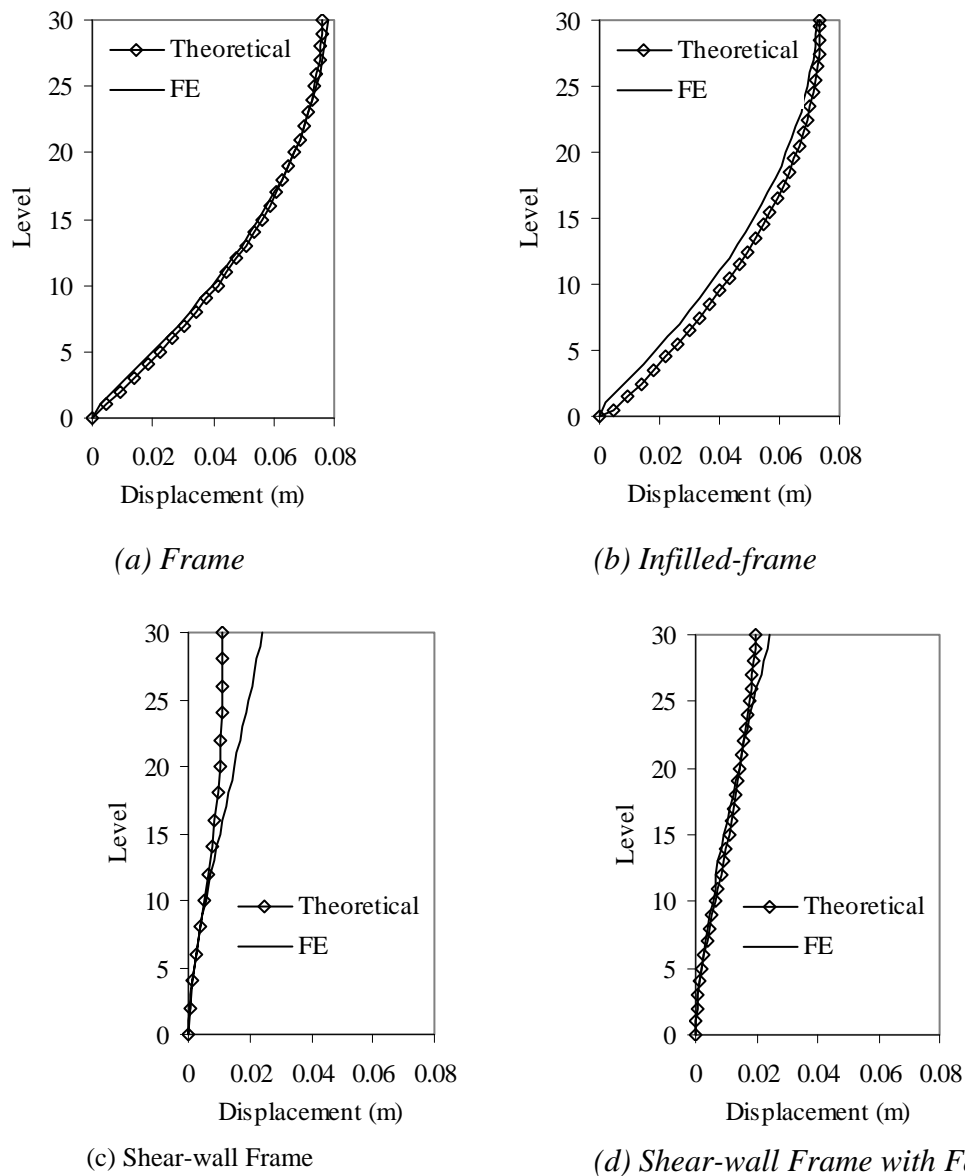 30
25
20
15
10
5
0
Level
Theoretical
FE
0 0.02 0.04 0.06 0.08
Displacement (m)
(a) Frame
30
25
20
15
10
5
0
Level
Theoretical
FE
0 0.02 0.04 0.06 0.08
Displacement (m)
(b) Infilled-frame
30
25
20
15
10
5
0
Level
Theoretical
FE
0 0.02 0.04 0.06 0.08
Displacement (m)
(c) Shear-wall Frame
30
25
20
15
10
5
0
Level
Theoretical
FE
0 0.02 0.04 0.06 0.08
Displacement (m)
(d) Shear-wall Frame with